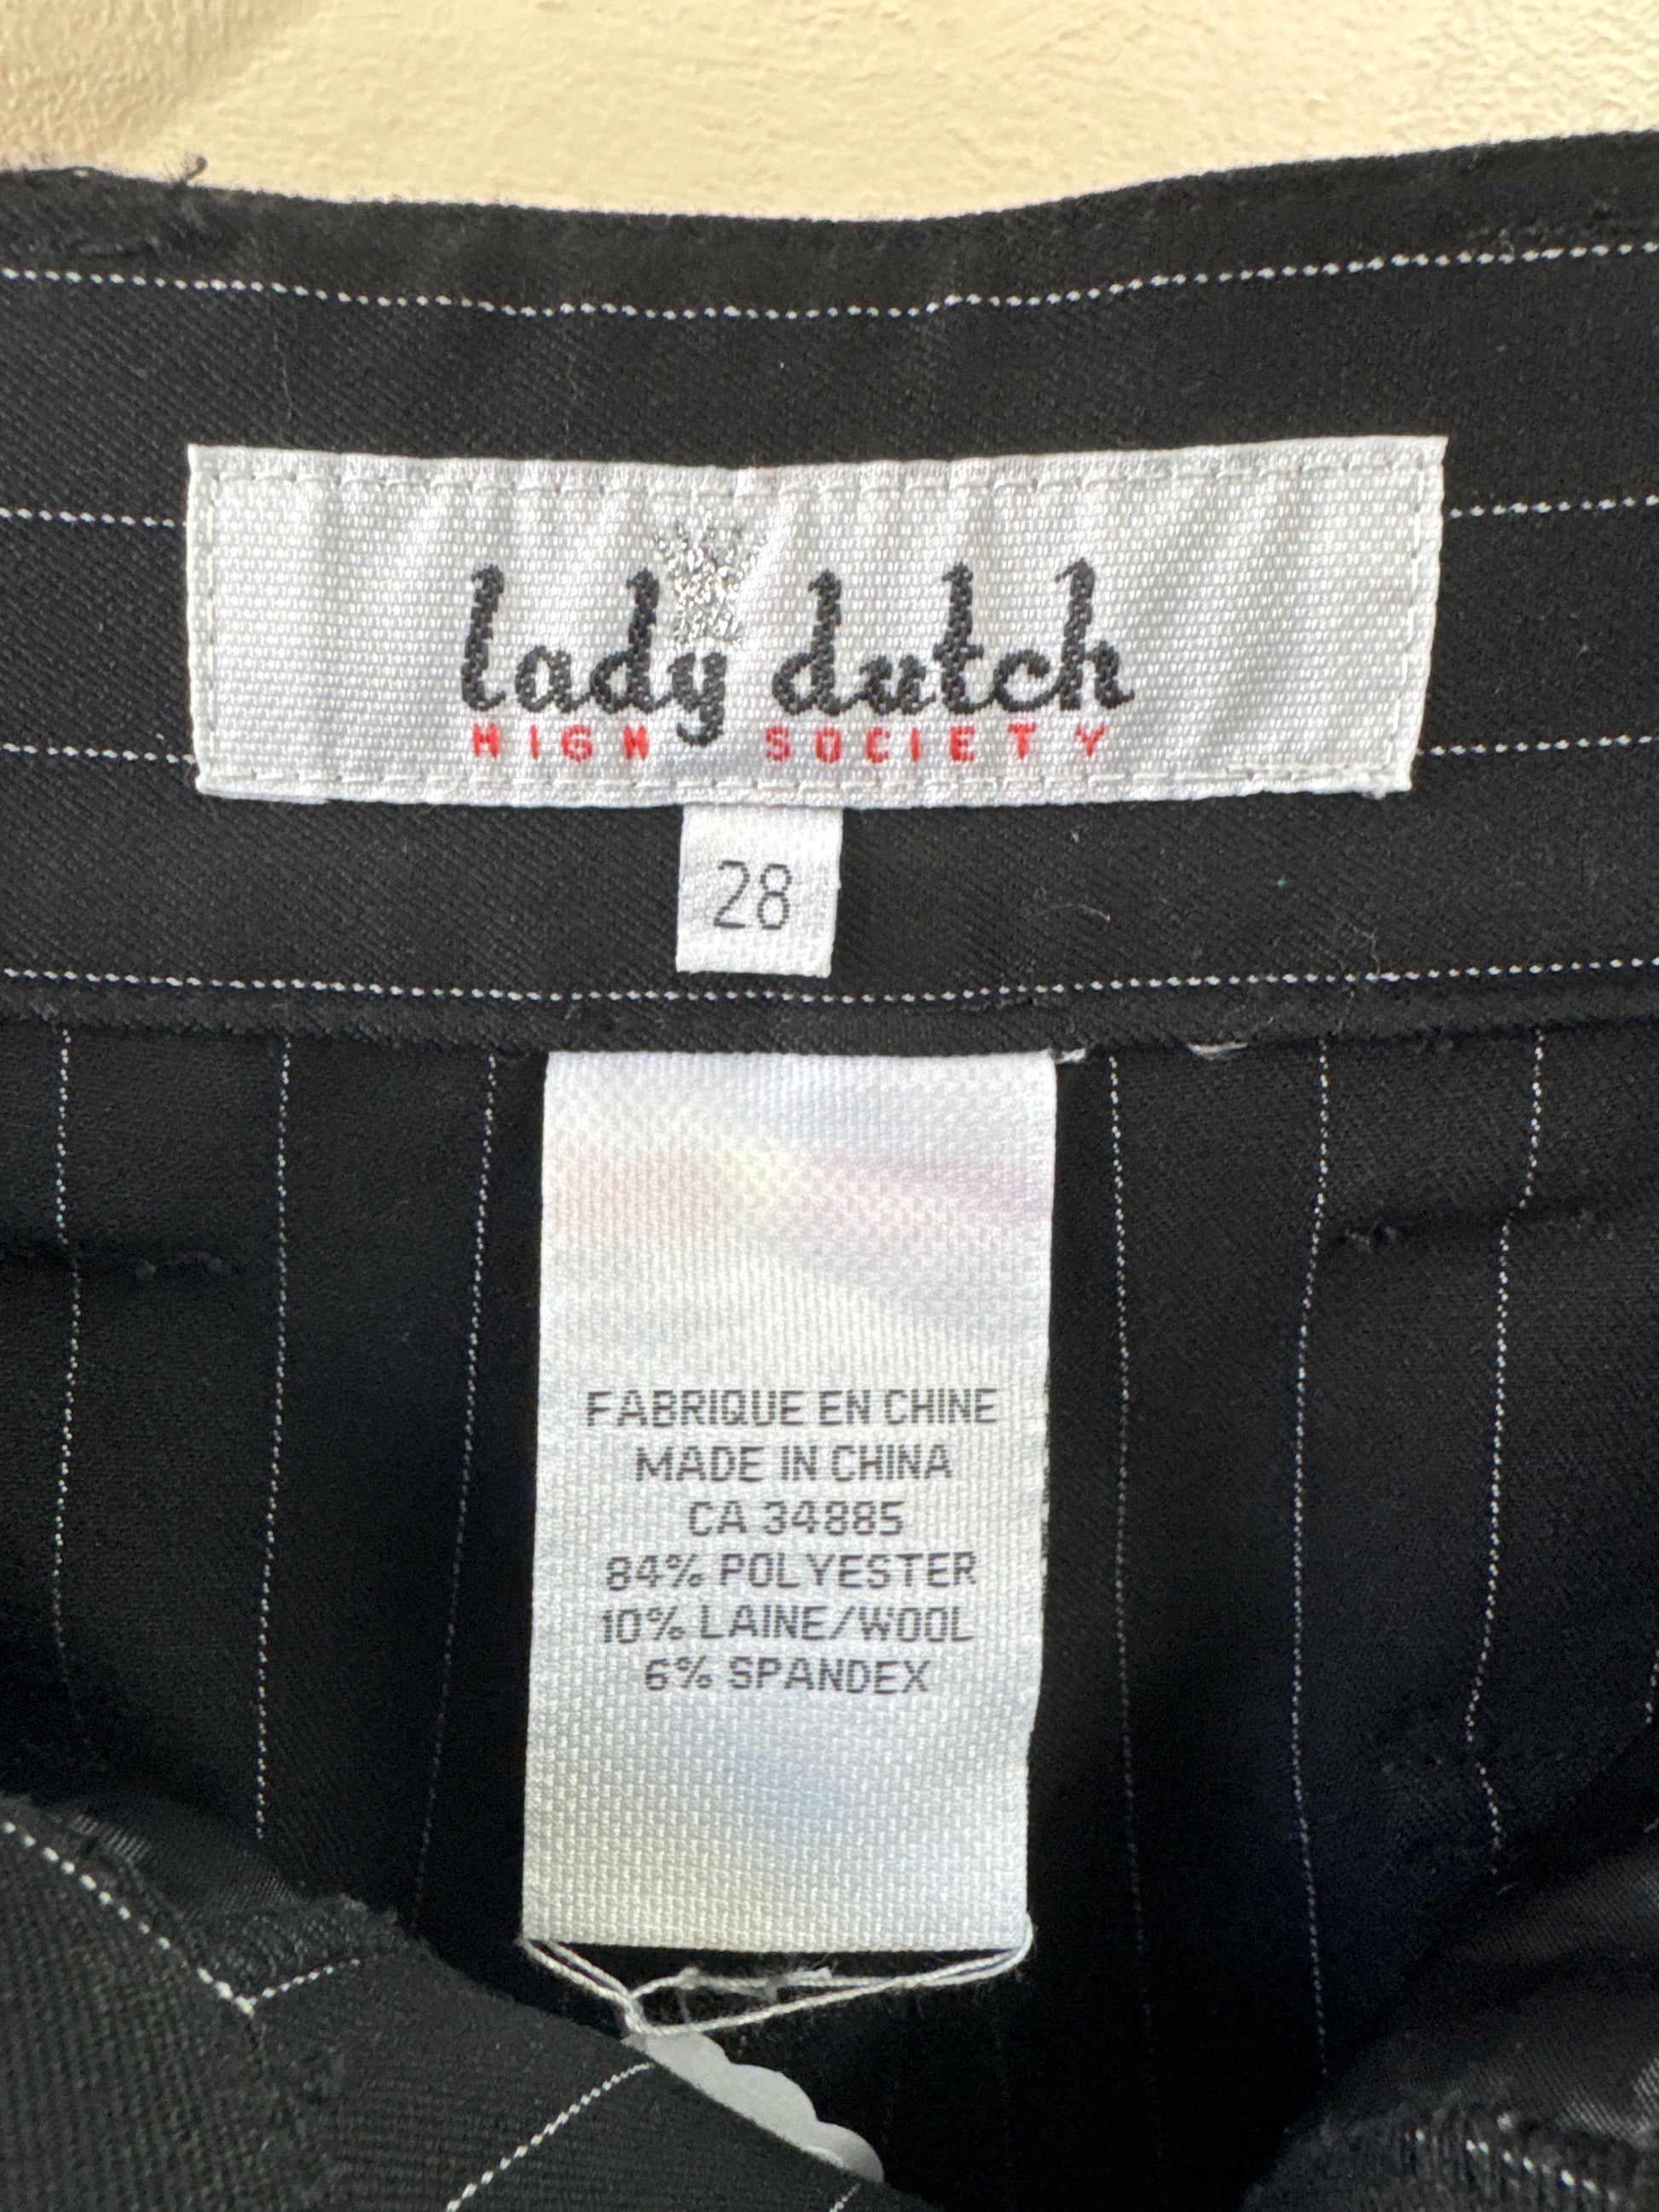 lady dutch
HIGH SOCIETY
28
FABRIQUE EN CHINE
MADE IN CHINA
CA 34885
84% POLYESTER
10% LAINE/WOOL
6% SPANDEX